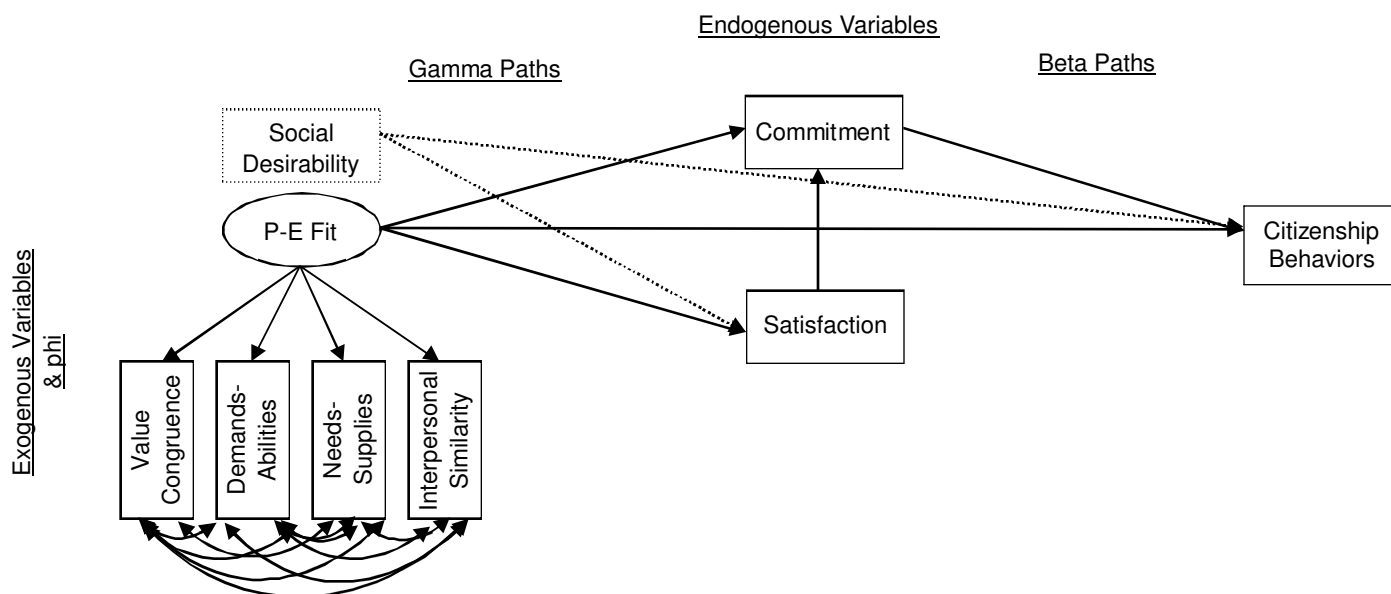 Endogenous Variables
Gamma Paths
Beta Paths
Social
Desirability
Commitment
P-E Fit
Citizenship
Behaviors
Satisfaction
Exogenous Variables
& phi
Value
Congruence
Demands-
Abilities
Needs-
Supplies
Interpersonal
Similarity